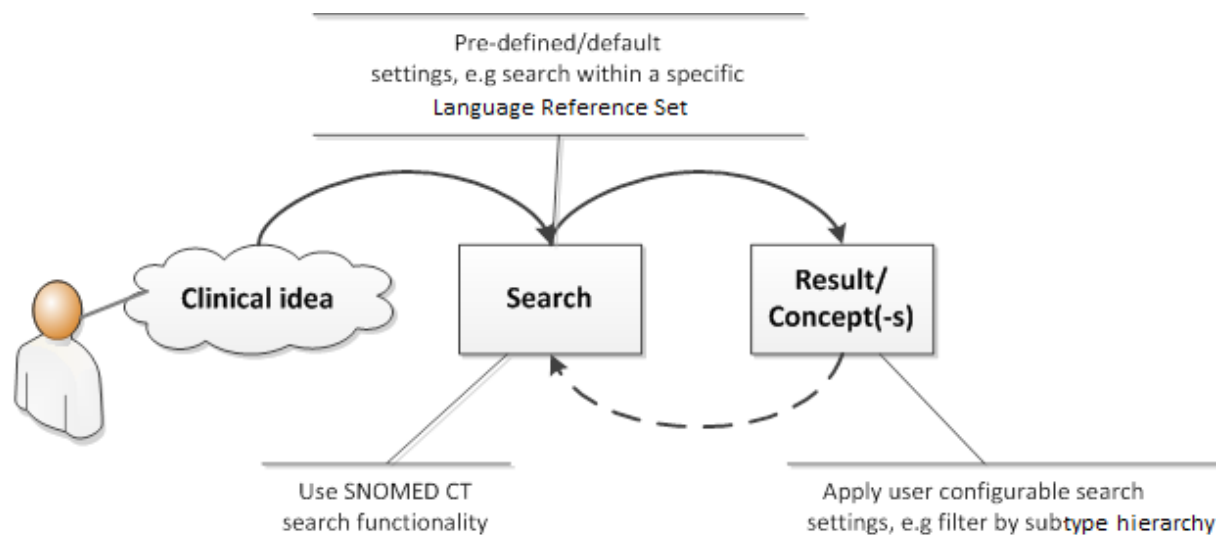 Pre-defined/default
settings, e.g search within a specific
Language Reference Set
Clinical idea
Search
Result/
Concept(-s)
Use SNOMED CT
search functionality
Apply user configurable search
settings, e.g filter by subtype hierarchy